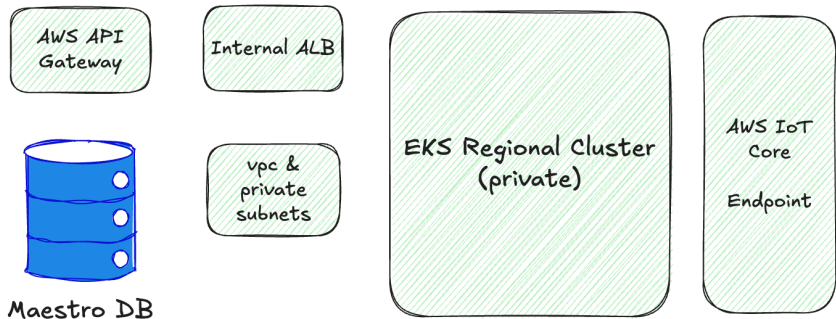 AWS API
Gateway
Internal ALB
vpc &
private
subnets
Maestro DB
EKS Regional Cluster
(private)
AWS IoT
Core
Endpoint